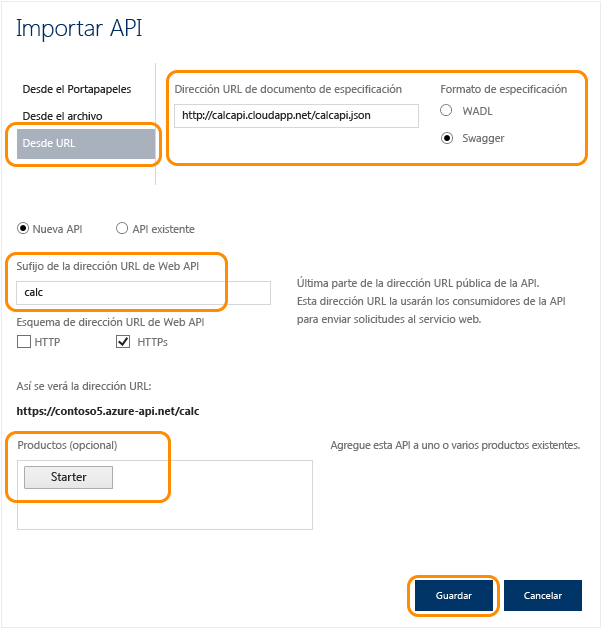 Importar API
Desde el Portapapeles
Desde el archivo
Desde URL
Dirección URL de documento de especificación
http://calcapi.cloudapp.net/calcapi.json
Formato de especificación
WADL
Swagger
Nueva API
API existente
Sufijo de la dirección URL de Web API
calc
Última parte de la dirección URL pública de la API.
Esta dirección URL la usarán los consumidores de la API
para enviar solicitudes al servicio web.
Esquema de dirección URL de Web API
HTTP
HTTPs
Así se verá la dirección URL:
https://contoso5.azure-api.net/calc
Productos (opcional)
Starter
Agregue esta API a uno o varios productos existentes.
Guardar
Cancelar